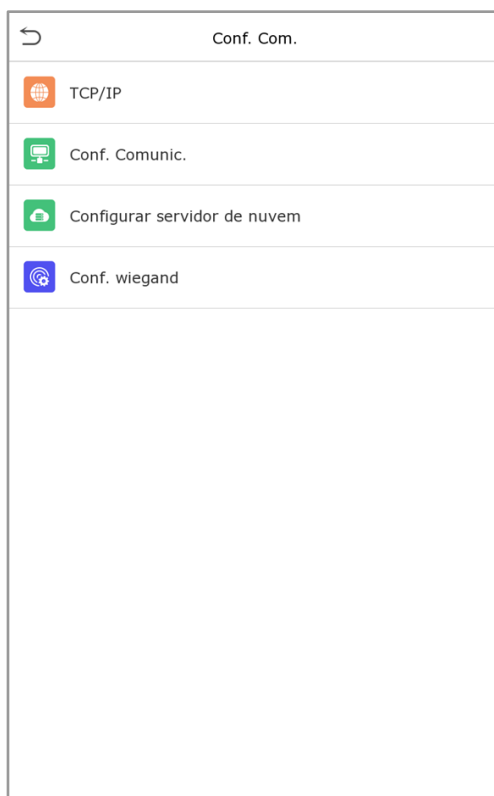 Conf. Com.
TCP/IP
Conf. Comunic.
Configurar servidor de nuvem
Conf. wiegand